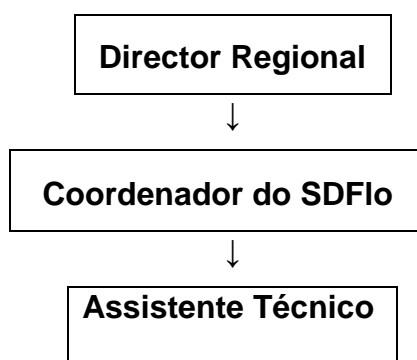 Director Regional
↓
Coordenador do SDFlo
↓
Assistente Técnico